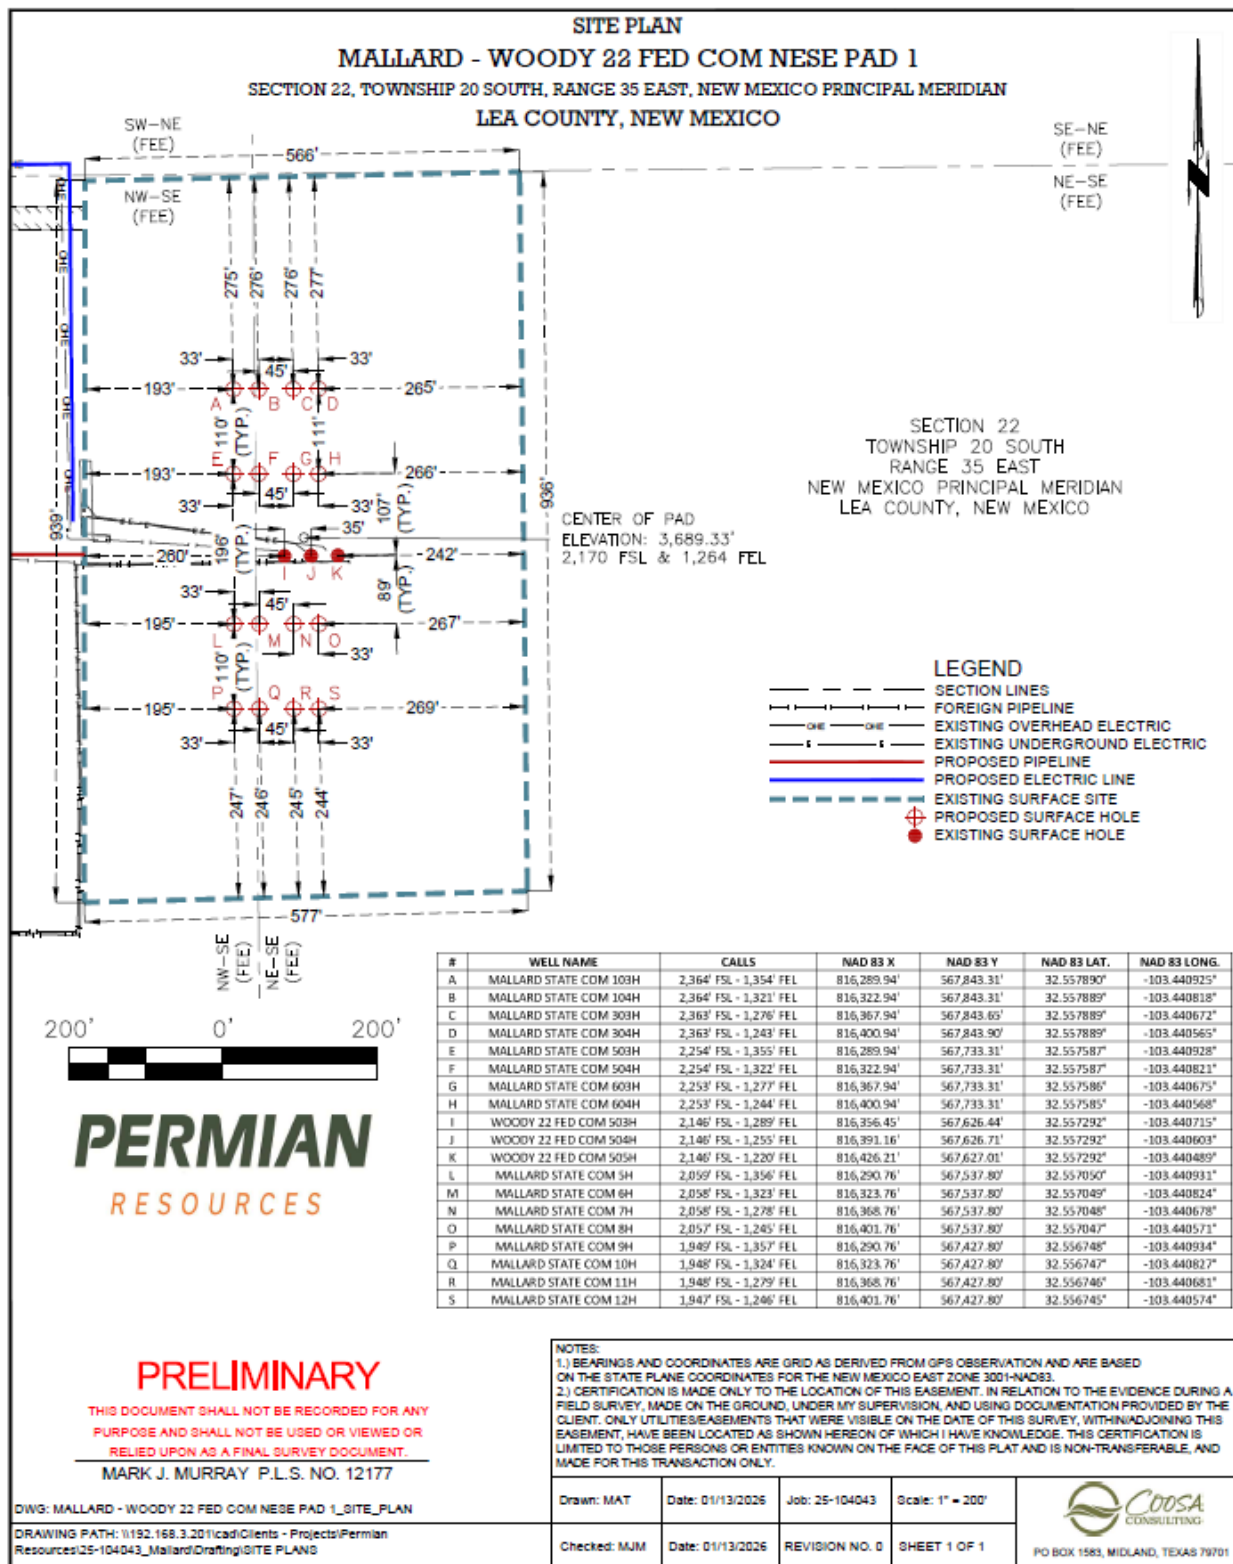 SITE PLAN
MALLARD - WOODY 22 FED COM NESE PAD 1
SECTION 22, TOWNSHIP 20 SOUTH, RANGE 35 EAST, NEW MEXICO PRINCIPAL MERIDIAN
LEA COUNTY, NEW MEXICO
SW-NE
(FEE)
SE-NE
(FEE)
566'
NW-SE
(FEE)
NE-SE
(FEE)
N
OHE
OHE
OHE
OHE
OHE
275'
276'
276'
277'
33'
45'
33'
193'
265'
A
B
C
D
110'
(TYP.)
111'
E
F
G
H
193'
266'
33'
45'
33'
107'
(TYP.)
939'
936'
35'
196'
(TYP.)
260'
242'
I
J
K
CENTER OF PAD
ELEVATION: 3,689.33'
2,170 FSL & 1,264 FEL
SECTION 22
TOWNSHIP 20 SOUTH
RANGE 35 EAST
NEW MEXICO PRINCIPAL MERIDIAN
LEA COUNTY, NEW MEXICO
89'
(TYP.)
33'
45'
195'
267'
L
M
N
O
33'
110'
(TYP.)
P
Q
R
S
195'
269'
33'
45'
33'
247'
246'
245'
244'
577'
NW-SE
(FEE)
NE-SE
(FEE)
LEGEND
SECTION LINES
FOREIGN PIPELINE
OHE OHE EXISTING OVERHEAD ELECTRIC
E E EXISTING UNDERGROUND ELECTRIC
PROPOSED PIPELINE
PROPOSED ELECTRIC LINE
EXISTING SURFACE SITE
PROPOSED SURFACE HOLE
EXISTING SURFACE HOLE
# WELL NAME CALLS NAD 83 X NAD 83 Y NAD 83 LAT. NAD 83 LONG.
A MALLARD STATE COM 103H 2,364' FSL - 1,354' FEL 816,289.94' 567,843.31' 32.557890° -103.440925°
B MALLARD STATE COM 104H 2,364' FSL - 1,321' FEL 816,322.94' 567,843.31' 32.557889° -103.440818°
C MALLARD STATE COM 303H 2,363' FSL - 1,276' FEL 816,367.94' 567,843.65' 32.557889° -103.440672°
D MALLARD STATE COM 304H 2,363' FSL - 1,243' FEL 816,400.94' 567,843.90' 32.557889° -103.440565°
E MALLARD STATE COM 503H 2,254' FSL - 1,355' FEL 816,289.94' 567,733.31' 32.557587° -103.440928°
F MALLARD STATE COM 504H 2,254' FSL - 1,322' FEL 816,322.94' 567,733.31' 32.557587° -103.440821°
G MALLARD STATE COM 603H 2,253' FSL - 1,277' FEL 816,367.94' 567,733.31' 32.557586° -103.440675°
H MALLARD STATE COM 604H 2,253' FSL - 1,244' FEL 816,400.94' 567,733.31' 32.557585° -103.440568°
I WOODY 22 FED COM 503H 2,146' FSL - 1,289' FEL 816,356.45' 567,626.44' 32.557292° -103.440715°
J WOODY 22 FED COM 504H 2,146' FSL - 1,255' FEL 816,391.16' 567,626.71' 32.557292° -103.440603°
K WOODY 22 FED COM 505H 2,146' FSL - 1,220' FEL 816,426.21' 567,627.01' 32.557292° -103.440489°
L MALLARD STATE COM 5H 2,059' FSL - 1,356' FEL 816,290.76' 567,537.80' 32.557050° -103.440931°
M MALLARD STATE COM 6H 2,058' FSL - 1,323' FEL 816,323.76' 567,537.80' 32.557049° -103.440824°
N MALLARD STATE COM 7H 2,058' FSL - 1,278' FEL 816,368.76' 567,537.80' 32.557048° -103.440678°
O MALLARD STATE COM 8H 2,057' FSL - 1,245' FEL 816,401.76' 567,537.80' 32.557047° -103.440571°
P MALLARD STATE COM 9H 1,949' FSL - 1,357' FEL 816,290.76' 567,427.80' 32.556748° -103.440934°
Q MALLARD STATE COM 10H 1,948' FSL - 1,324' FEL 816,323.76' 567,427.80' 32.556747° -103.440827°
R MALLARD STATE COM 11H 1,948' FSL - 1,279' FEL 816,368.76' 567,427.80' 32.556746° -103.440681°
S MALLARD STATE COM 12H 1,947' FSL - 1,246' FEL 816,401.76' 567,427.80' 32.556745° -103.440574°
200' 0' 200'
PERMIAN
RESOURCES
PRELIMINARY
THIS DOCUMENT SHALL NOT BE RECORDED FOR ANY
PURPOSE AND SHALL NOT BE USED OR VIEWED OR
RELIED UPON AS A FINAL SURVEY DOCUMENT.
MARK J. MURRAY P.L.S. NO. 12177
DWG: MALLARD - WOODY 22 FED COM NESE PAD 1_SITE_PLAN
DRAWING PATH: \\192.168.3.201\cad\Clients - Projects\Permian
Resources\25-104043_Mallard\Drafting\SITE PLANS
NOTES:
1.) BEARINGS AND COORDINATES ARE GRID AS DERIVED FROM GPS OBSERVATION AND ARE BASED
ON THE STATE PLANE COORDINATES FOR THE NEW MEXICO EAST ZONE 3001-NAD83.
2.) CERTIFICATION IS MADE ONLY TO THE LOCATION OF THIS EASEMENT. IN RELATION TO THE EVIDENCE DURING A
FIELD SURVEY, MADE ON THE GROUND, UNDER MY SUPERVISION, AND USING DOCUMENTATION PROVIDED BY THE
CLIENT. ONLY UTILITIES/EASEMENTS THAT WERE VISIBLE ON THE DATE OF THIS SURVEY, WITHIN/ADJOINING THIS
EASEMENT, HAVE BEEN LOCATED AS SHOWN HEREON OF WHICH I HAVE KNOWLEDGE. THIS CERTIFICATION IS
LIMITED TO THOSE PERSONS OR ENTITIES KNOWN ON THE FACE OF THIS PLAT AND IS NON-TRANSFERABLE, AND
MADE FOR THIS TRANSACTION ONLY.
Drawn: MAT Date: 01/13/2026 Job: 25-104043 Scale: 1" = 200'
Checked: MJM Date: 01/13/2026 REVISION NO. 0 SHEET 1 OF 1
COOSA
CONSULTING
PO BOX 1583, MIDLAND, TEXAS 79701